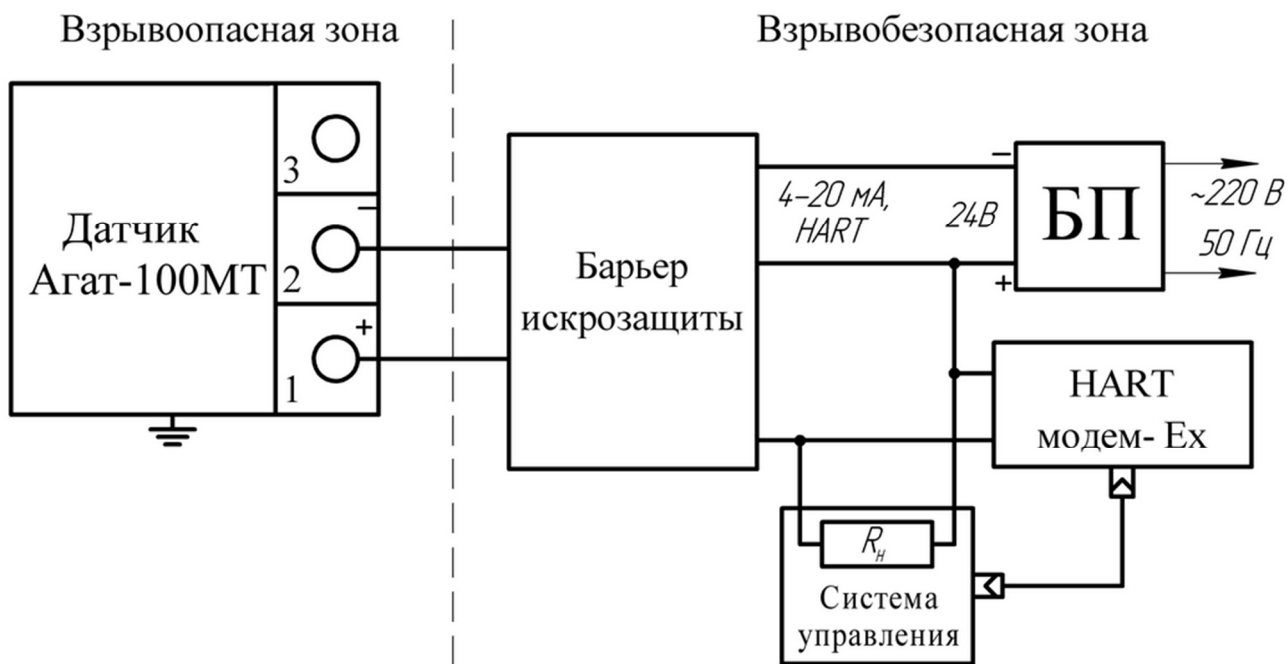 Взрывоопасная зона
Взрывобезопасная зона
3
Датчик
Агат-100МТ
−
2
+
1
Барьер
искрозащиты
4–20 мА,
HART
−
24В
+
БП
~220 В
50 Гц
HART
модем- Ex
Rн
Система
управления